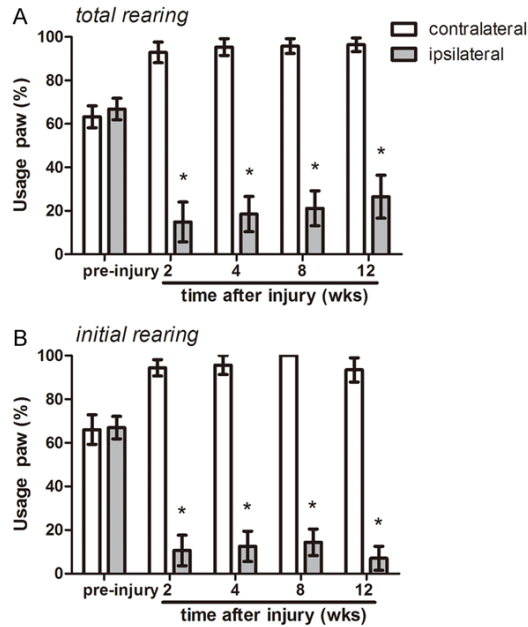 A total rearing
contralateral
ipsilateral
Usage paw (%)
100
80
60
40
20
0
* * * *
pre-injury 2 4 8 12
time after injury (wks)
B initial rearing
Usage paw (%)
100
80
60
40
20
0
* * * *
pre-injury 2 4 8 12
time after injury (wks)